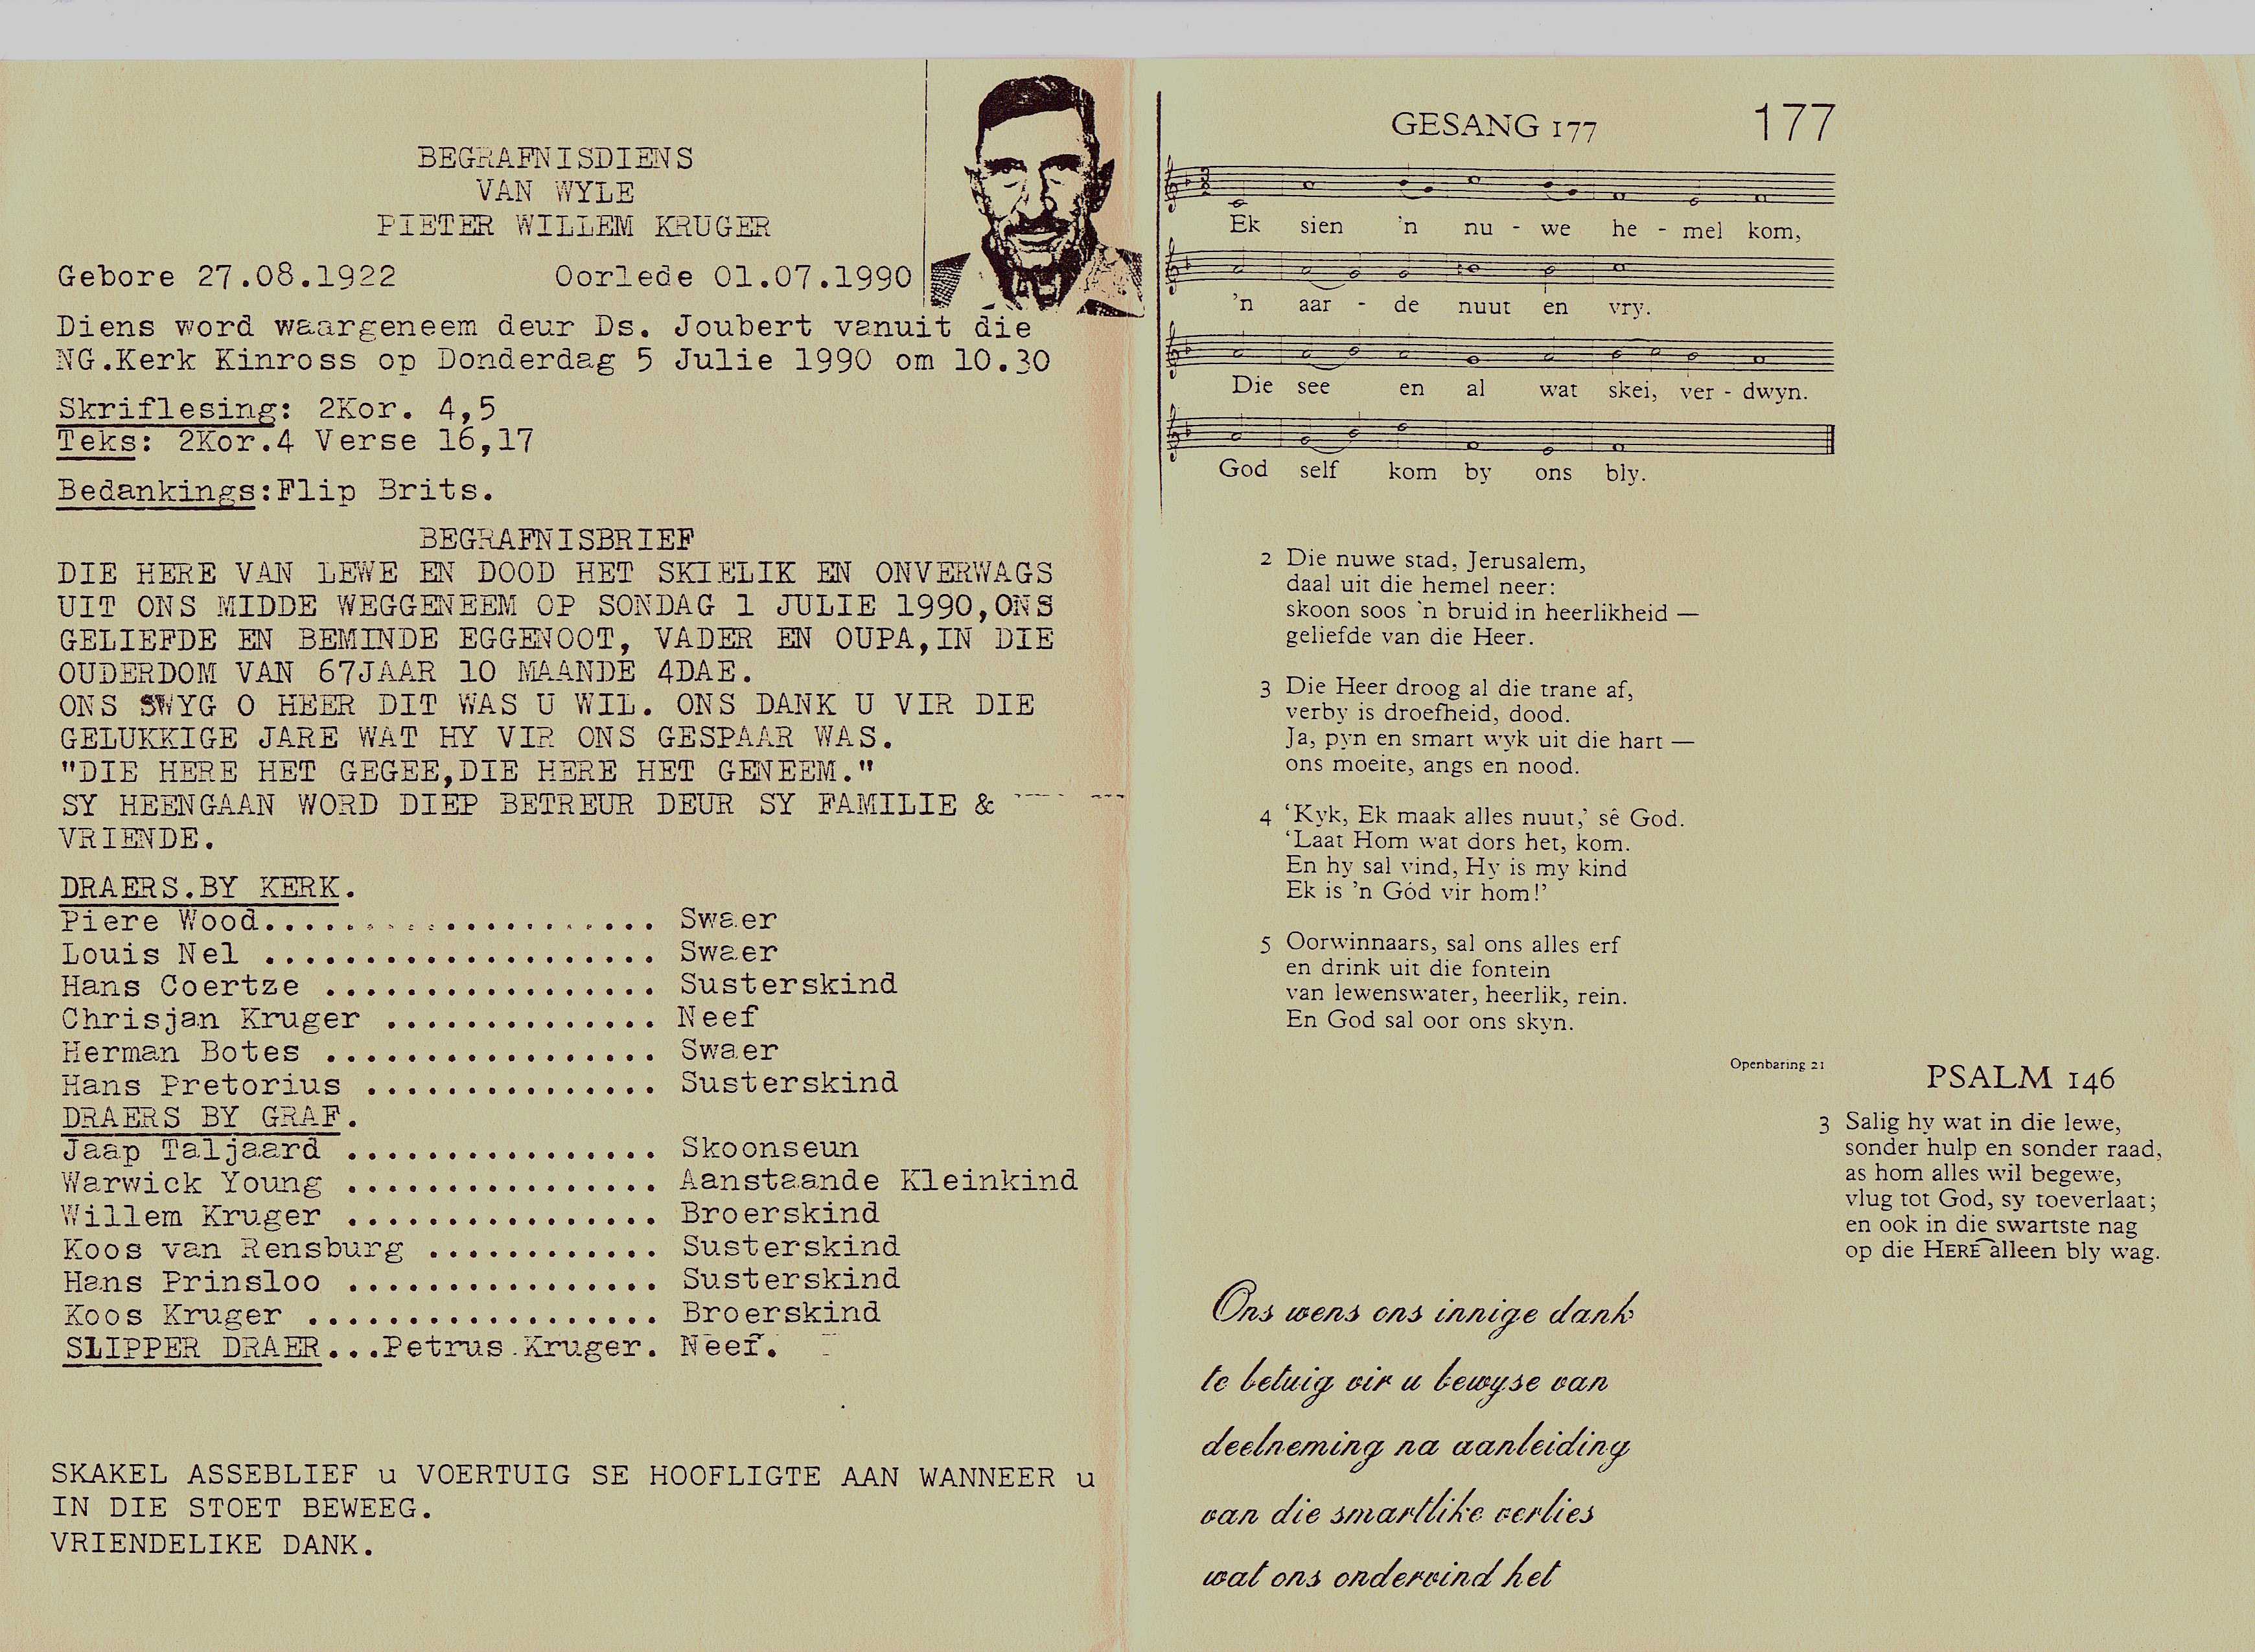 BEGRAFNISDIENS
VAN WYLE
PIETER WILLEM KRUGER
Gebore 27.08.1922 Oorlede 01.07.1990
Diens word waargeneem deur Ds. Joubert vanuit die
NG.Kerk Kinross op Donderdag 5 Julie 1990 om 10.30
Skriflesing: 2Kor. 4,5
Teks: 2Kor.4 Verse 16,17
Bedankings:Flip Brits.
BEGRAFNISBRIEF
DIE HERE VAN LEWE EN DOOD HET SKIELIK EN ONVERWAGS
UIT ONS MIDDE WEGGENEEM OP SONDAG 1 JULIE 1990,ONS
GELIEFDE EN BEMINDE EGGENOOT, VADER EN OUPA,IN DIE
OUDERDOM VAN 67JAAR 10 MAANDE 4DAE.
ONS SWYG O HEER DIT WAS U WIL. ONS DANK U VIR DIE
GELUKKIGE JARE WAT HY VIR ONS GESPAAR WAS.
"DIE HERE HET GEGEE,DIE HERE HET GENEEM."
SY HEENGAAN WORD DIEP BETREUR DEUR SY FAMILIE &
VRIENDE.
DRAERS.BY KERK.
Piere Wood.................... Swaer
Louis Nel .................... Swaer
Hans Coertze ................. Susterskind
Chrisjan Kruger .............. Neef
Herman Botes ................. Swaer
Hans Pretorius ............... Susterskind
DRAERS BY GRAF.
Jaap Taljaard ................ Skoonseun
Warwick Young ................ Aanstaande Kleinkind
Willem Kruger ................ Broerskind
Koos van Rensburg ............ Susterskind
Hans Prinsloo ................ Susterskind
Koos Kruger .................. Broerskind
SLIPPER DRAER...Petrus.Kruger. Neef.
SKAKEL ASSEBLIEF u VOERTUIG SE HOOFLIGTE AAN WANNEER u
IN DIE STOET BEWEEG.
VRIENDELIKE DANK.
GESANG 177 177
Ek sien 'n nu - we he - mel kom,
'n aar - de nuut en vry.
Die see en al wat skei, ver - dwyn.
God self kom by ons bly.
2 Die nuwe stad, Jerusalem,
daal uit die hemel neer:
skoon soos 'n bruid in heerlikheid —
geliefde van die Heer.
3 Die Heer droog al die trane af,
verby is droefheid, dood.
Ja, pyn en smart wyk uit die hart —
ons moeite, angs en nood.
4 'Kyk, Ek maak alles nuut,' sê God.
'Laat Hom wat dors het, kom.
En hy sal vind, Hy is my kind
Ek is 'n Gód vir hom!'
5 Oorwinnaars, sal ons alles erf
en drink uit die fontein
van lewenswater, heerlik, rein.
En God sal oor ons skyn.
Openbaring 21
PSALM 146
3 Salig hy wat in die lewe,
sonder hulp en sonder raad,
as hom alles wil begewe,
vlug tot God, sy toeverlaat;
en ook in die swartste nag
op die HERE alleen bly wag.
Ons wens ons innige dank
te betuig vir u bewyse van
deelneming na aanleiding
van die smartlike verlies
wat ons ondervind het